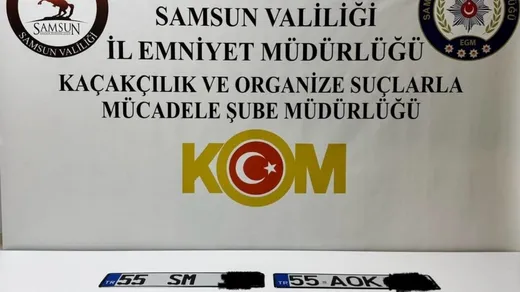 SAMSUN
SAMSUN VALİLİĞİ
SAMSUN VALİLİĞİ
İL EMNİYET MÜDÜRLÜĞÜ
KAÇAKÇILIK VE ORGANİZE SUÇLARLA
MÜCADELE ŞUBE MÜDÜRLÜĞÜ
EGM
KOM
TR 55 SM
TR 55 AOK